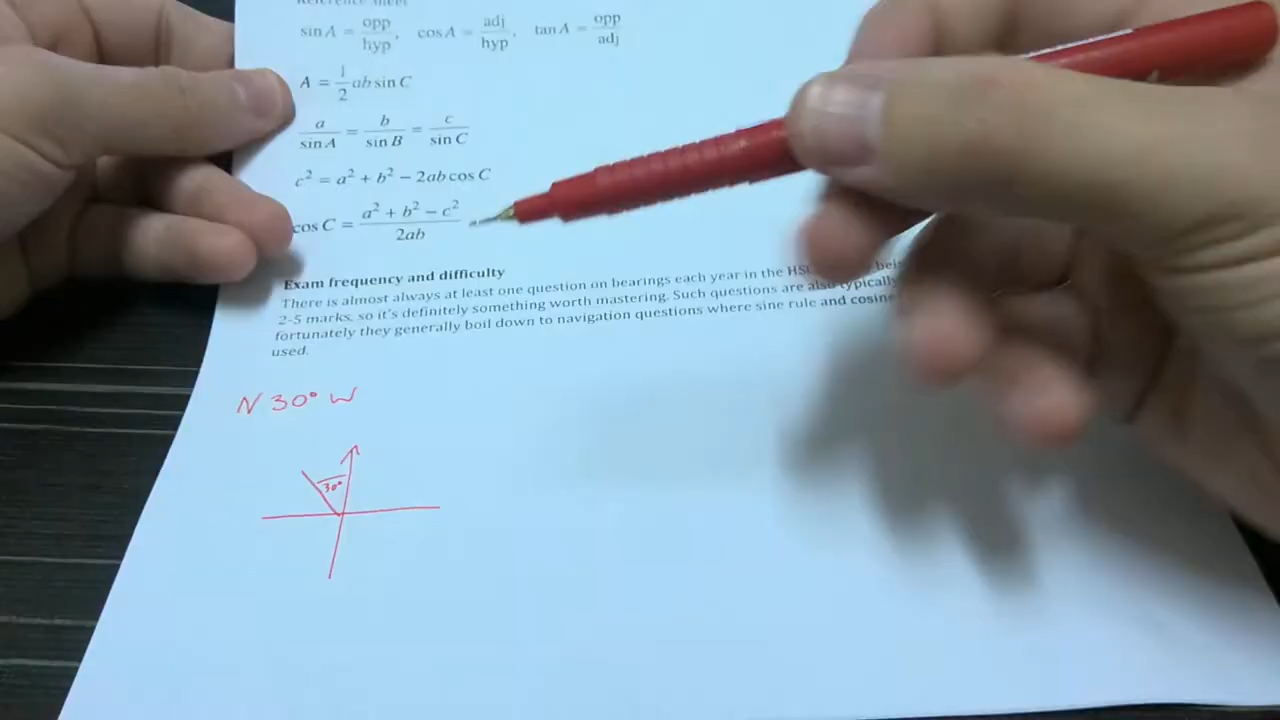 Reference sheet
sin A = opp/hyp, cos A = adj/hyp, tan A = opp/adj
A = 1/2 ab sin C
a/sin A = b/sin B = c/sin C
c² = a² + b² − 2ab cos C
cos C = (a² + b² − c²)/2ab
Exam frequency and difficulty
There is almost always at least one question on bearings each year in the
2-5 marks, so it's definitely something worth mastering. Such questions are also typically
fortunately they generally boil down to navigation questions where sine rule and cosine
used.
N 30° W
30°